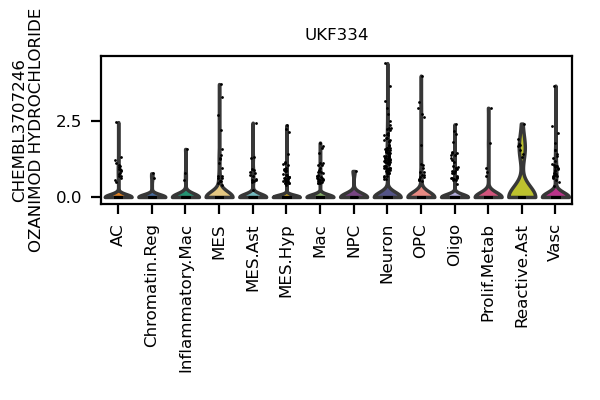 UKF334
CHEMBL3707246
OZANIMOD HYDROCHLORIDE
2.5
0.0
AC
Chromatin.Reg
Inflammatory.Mac
MES
MES.Ast
MES.Hyp
Mac
NPC
Neuron
OPC
Oligo
Prolif.Metab
Reactive.Ast
Vasc